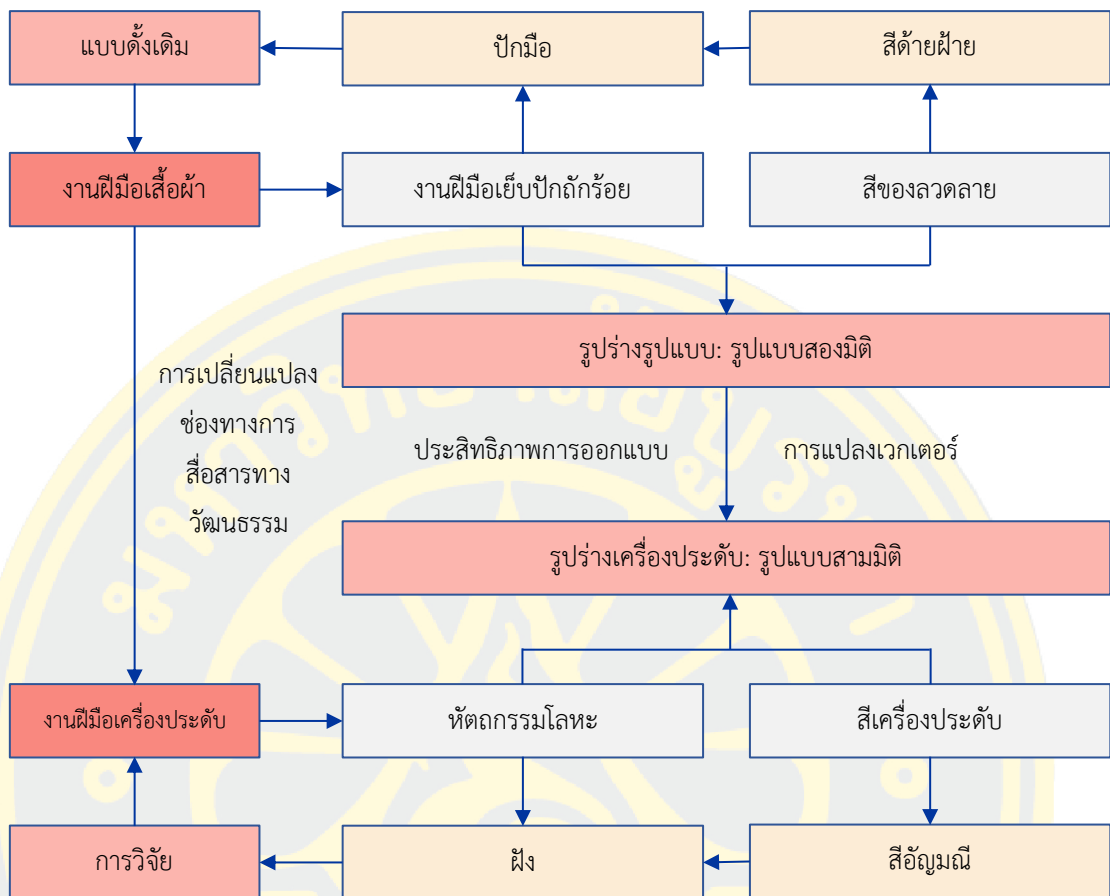 แบบดั้งเดิม
ปักมือ
สีด้ายฝ้าย
งานฝีมือเสื้อผ้า
งานฝีมือเย็บปักถักร้อย
สีของลวดลาย
รูปร่างรูปแบบ: รูปแบบสองมิติ
การเปลี่ยนแปลง
ช่องทางการ
สื่อสารทาง
วัฒนธรรม
ประสิทธิภาพการออกแบบ
การแปลงเวกเตอร์
รูปร่างเครื่องประดับ: รูปแบบสามมิติ
งานฝีมือเครื่องประดับ
หัตถกรรมโลหะ
สีเครื่องประดับ
การวิจัย
ฝัง
สีอัญมณี